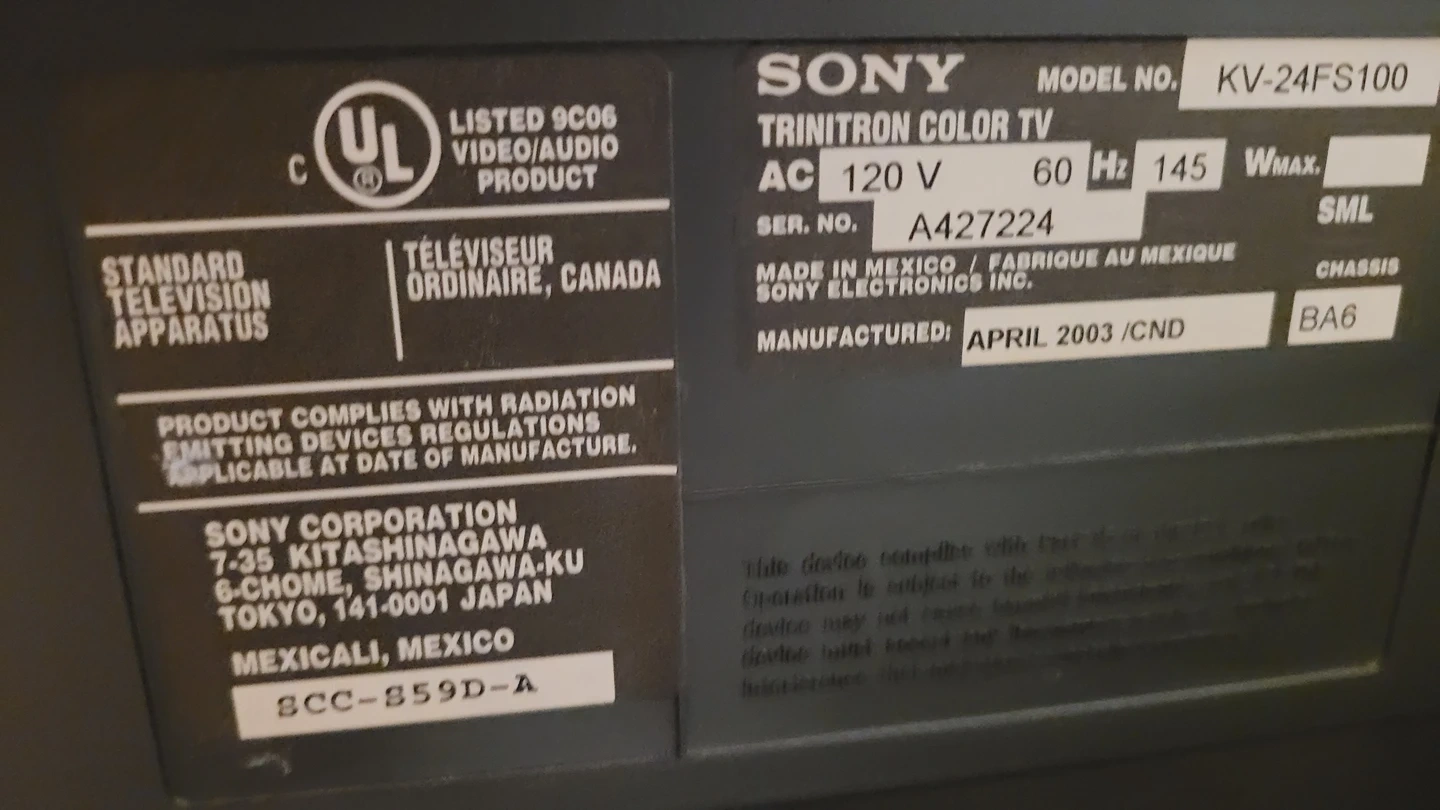 C UL ® LISTED 9C06
VIDEO/AUDIO
PRODUCT
STANDARD
TELEVISION
APPARATUS
TÉLÉVISEUR
ORDINAIRE, CANADA
PRODUCT COMPLIES WITH RADIATION
EMITTING DEVICES REGULATIONS
APPLICABLE AT DATE OF MANUFACTURE.
SONY CORPORATION
7-35 KITASHINAGAWA
6-CHOME, SHINAGAWA-KU
TOKYO, 141-0001 JAPAN
MEXICALI, MEXICO
SCC-S59D-A
SONY MODEL NO. KV-24FS100
TRINITRON COLOR TV
AC 120 V 60 Hz 145 WMAX.
SER. NO. A427224 SML
MADE IN MEXICO / FABRIQUE AU MEXIQUE
SONY ELECTRONICS INC.
CHASSIS
MANUFACTURED: APRIL 2003 /CND BA6
This device complies with
Operation is subject to the
device may not cause
device must
interference that